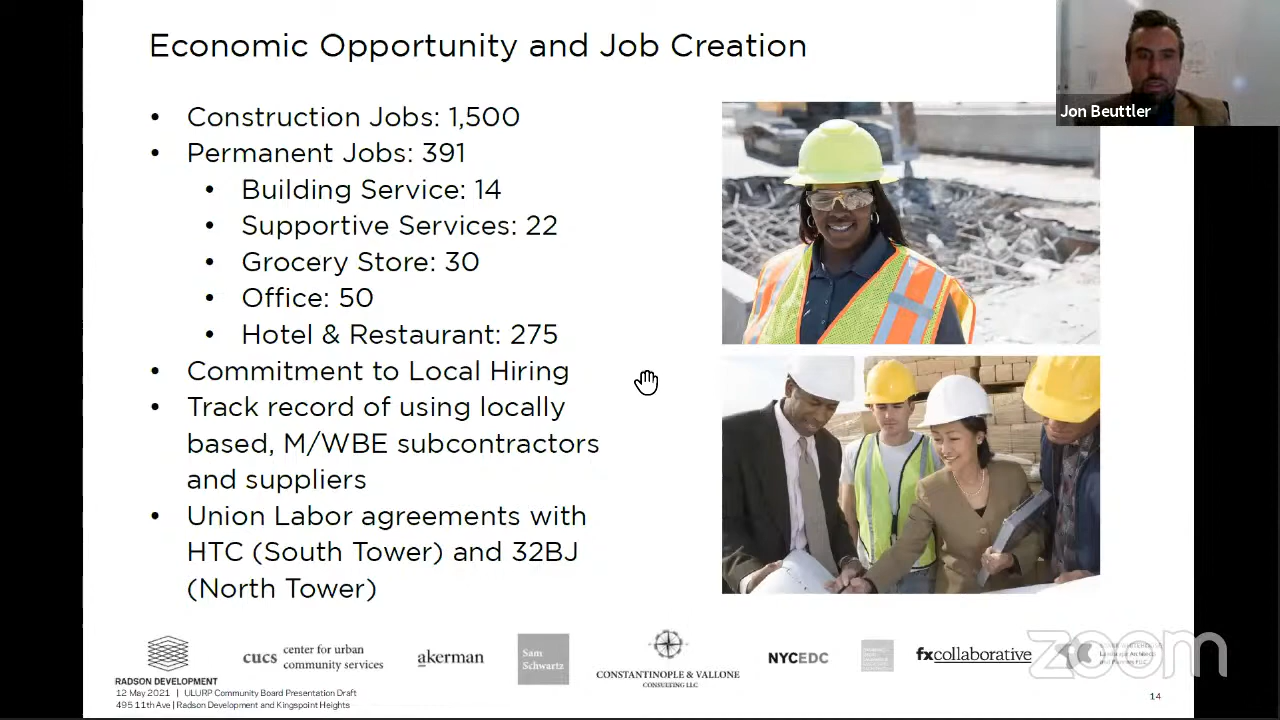 Economic Opportunity and Job Creation
Jon Beuttler
• Construction Jobs: 1,500
• Permanent Jobs: 391
• Building Service: 14
• Supportive Services: 22
• Grocery Store: 30
• Office: 50
• Hotel & Restaurant: 275
• Commitment to Local Hiring
• Track record of using locally
based, M/WBE subcontractors
and suppliers
• Union Labor agreements with
HTC (South Tower) and 32BJ
(North Tower)
RADSON DEVELOPMENT
cucs center for urban
community services
akerman
Sam
Schwartz
CONSTANTINOPLE & VALLONE
CONSULTING LLC
NYCEDC
fxcollaborative
zoom
12 May 2021 | ULURP Community Board Presentation Draft
495 11th Ave | Radson Development and Kingspoint Heights
14